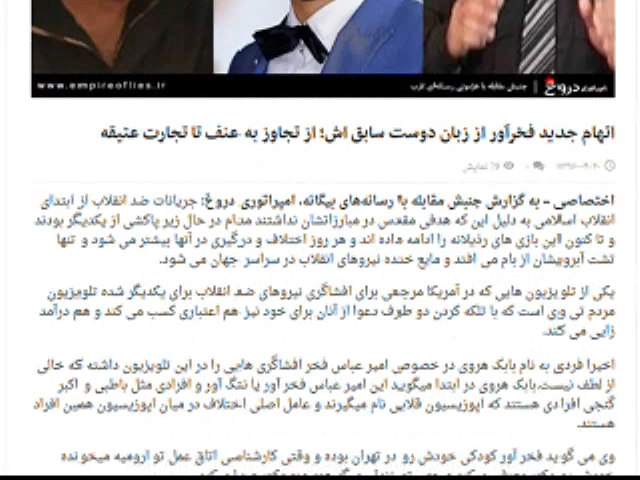 www.empireoflies.ir
امپراتوری دروغ | جنبش مقابله با هژمونی رسانه‌ای غرب
اتهام جدید فخرآور از زبان دوست سابق اش؛ از تجاوز به عنف تا تجارت عتیقه
79 نمایش
اختصاصی - به گزارش جنبش مقابله با رسانه‌های بیگانه، امپراتوری دروغ: جریانات ضد انقلاب از ابتدای
انقلاب اسلامی به دلیل این که هدفی مقدس در مبارزاتشان نداشتند مدام در حال زیر پاکشی از یکدیگر بودند
و تا کنون این بازی های رذیلانه را ادامه داده اند و هر روز اختلاف و درگیری در آنها بیشتر می شود و تنها
تشت آبرویشان از بام می افتد و مایع خنده نیروهای انقلاب در سراسر جهان می شود.
یکی از تلویزیون هایی که در آمریکا مرجعی برای افشاگری نیروهای ضد انقلاب برای یکدیگر شده تلویزیون
مردم تی وی است که با تلکه کردن دو طرف دعوا از آنان برای خود نیز هم اعتباری کسب می کند و هم درآمد
زایی می کند.
اخیرا فردی به نام بابک هروی در خصوص امیر عباس فخر افشاگری هایی را در این تلویزیون داشته که خالی
از لطف نیست.بابک هروی در ابتدا میگوید این امیر عباس فخر آور یا ننگ آور و افرادی مثل باطبی و اکبر
گنجی افرادی هستند که اپوزیسیون قلابی نام میگیرند و عامل اصلی اختلاف در میان اپوزیسیون همین افراد
هستند.
وی می گوید فخر آور کودکی خودش رو در تهران بوده و وقتی کارشناسی اتاق عمل تو ارومیه میخونده